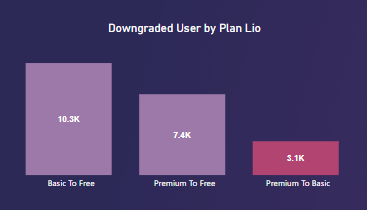 Downgraded User by Plan Lio
10.3K
7.4K
3.1K
Basic To Free
Premium To Free
Premium To Basic